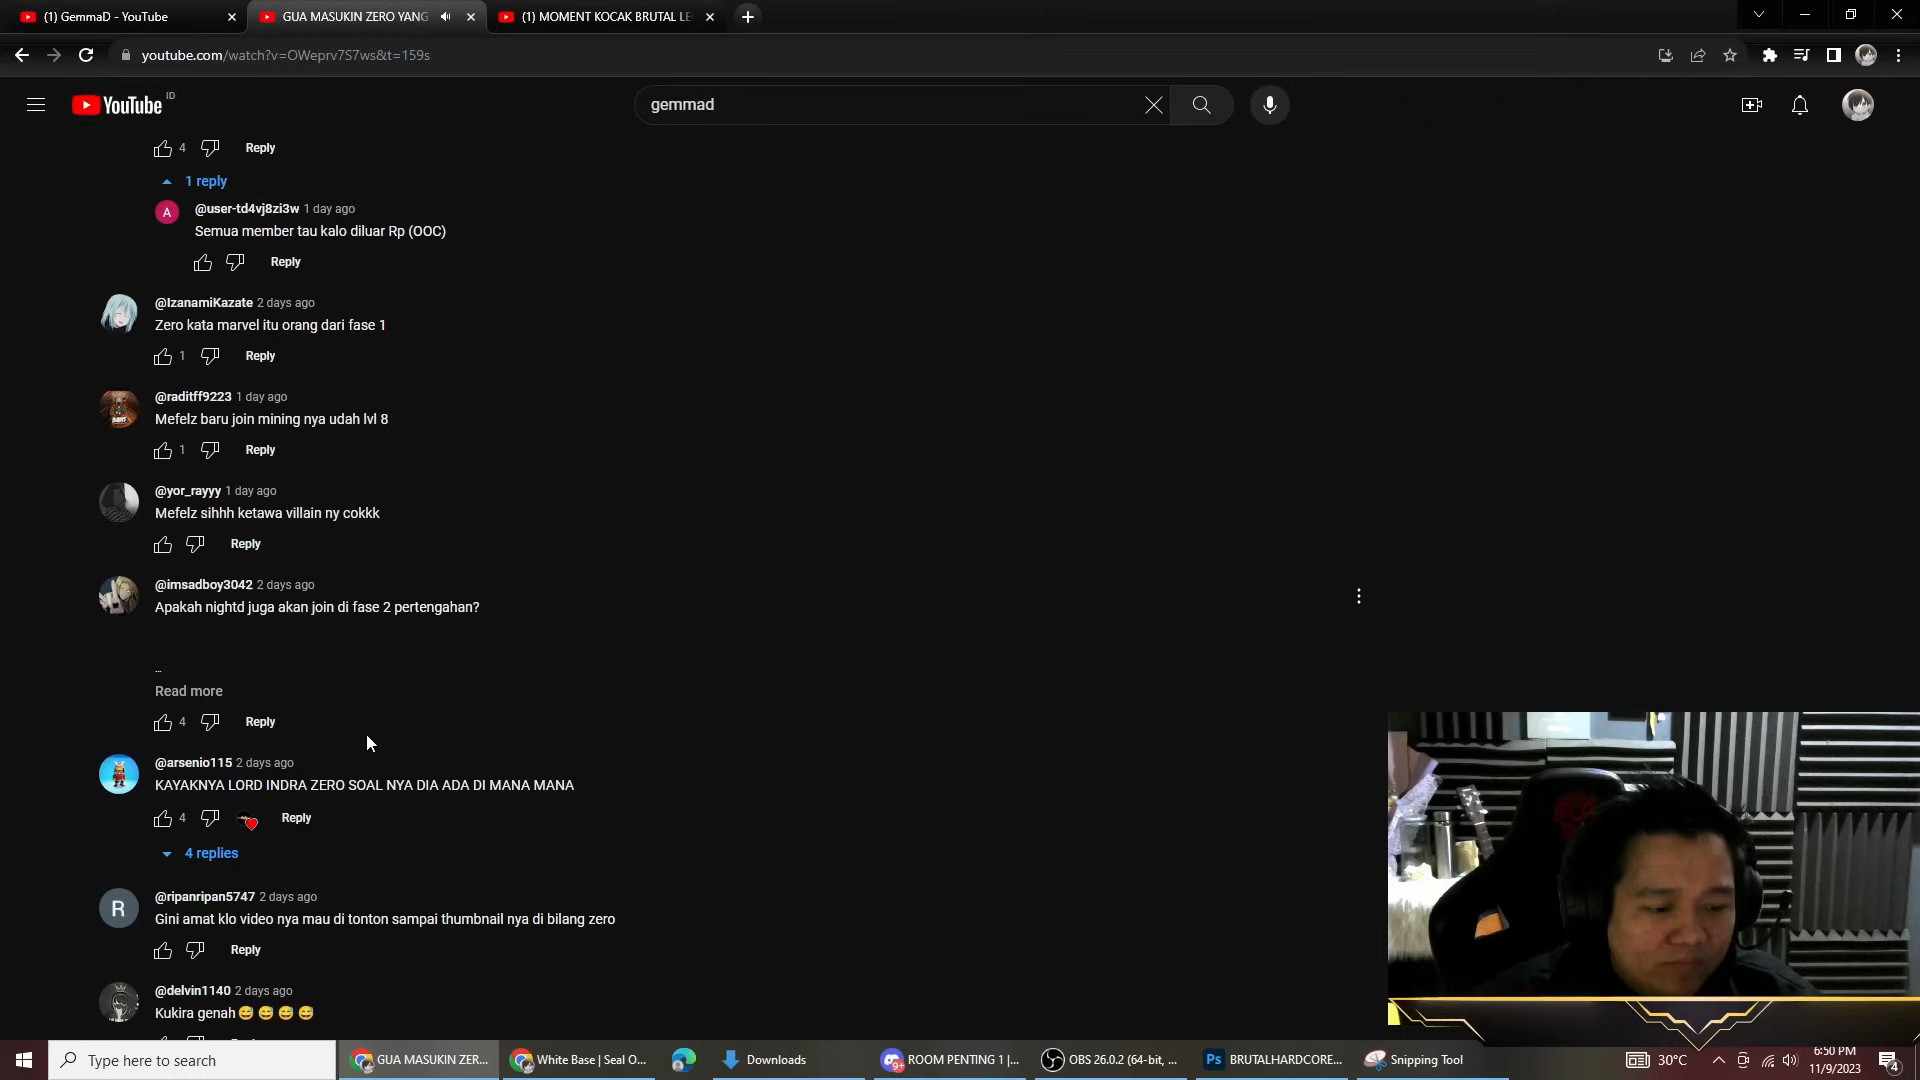 (1) GemmaD - YouTube
GUA MASUKIN ZERO YANG
(1) MOMENT KOCAK BRUTAL LE
youtube.com/watch?v=OWeprv7S7ws&t=159s
YouTube ID
gemmad
4 Reply
1 reply
A
@user-td4vj8zi3w 1 day ago
Semua member tau kalo diluar Rp (OOC)
Reply
@IzanamiKazate 2 days ago
Zero kata marvel itu orang dari fase 1
1 Reply
@raditff9223 1 day ago
Mefelz baru join mining nya udah lvl 8
1 Reply
@yor_rayyy 1 day ago
Mefelz sihhh ketawa villain ny cokkk
Reply
@imsadboy3042 2 days ago
Apakah nightd juga akan join di fase 2 pertengahan?
...
Read more
4 Reply
@arsenio115 2 days ago
KAYAKNYA LORD INDRA ZERO SOAL NYA DIA ADA DI MANA MANA
4 Reply
4 replies
R
@ripanripan5747 2 days ago
Gini amat klo video nya mau di tonton sampai thumbnail nya di bilang zero
Reply
@delvin1140 2 days ago
Kukira genah😅😅😅😅
Type here to search
GUA MASUKIN ZER...
White Base | Seal O...
Downloads
9+
ROOM PENTING 1 |...
OBS 26.0.2 (64-bit, ...
Ps
BRUTALHARDCORE...
Snipping Tool
30°C
6:50 PM
11/9/2023
4